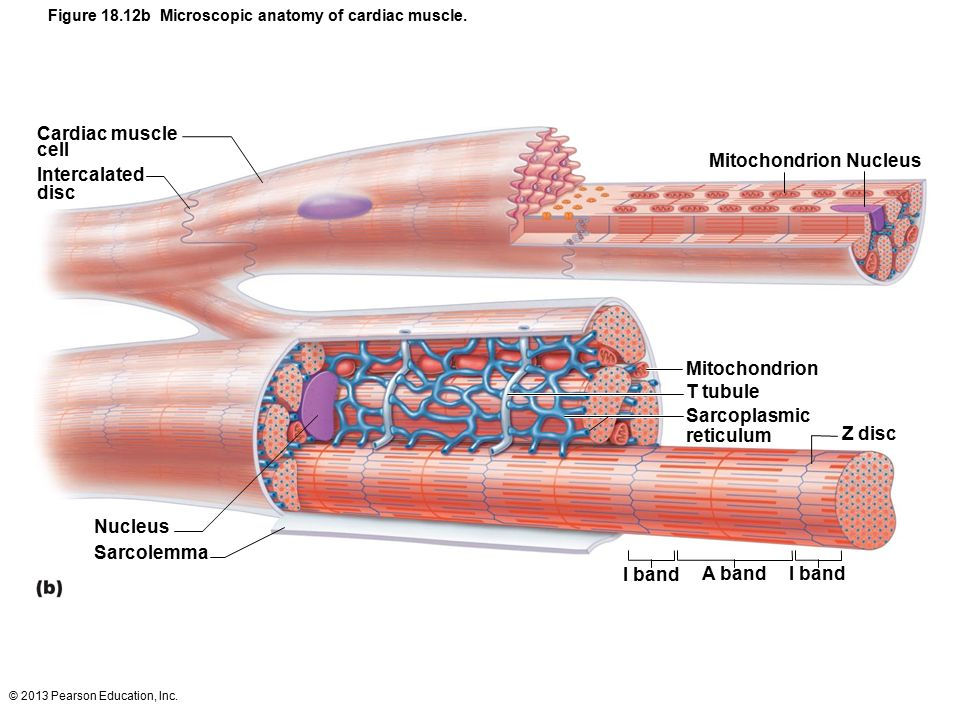 Figure 18.12b Microscopic anatomy of cardiac muscle.
Cardiac muscle
cell
Intercalated
disc
Mitochondrion Nucleus
Mitochondrion
T tubule
Sarcoplasmic
reticulum
Z disc
Nucleus
Sarcolemma
I band
A band
I band
(b)
© 2013 Pearson Education, Inc.